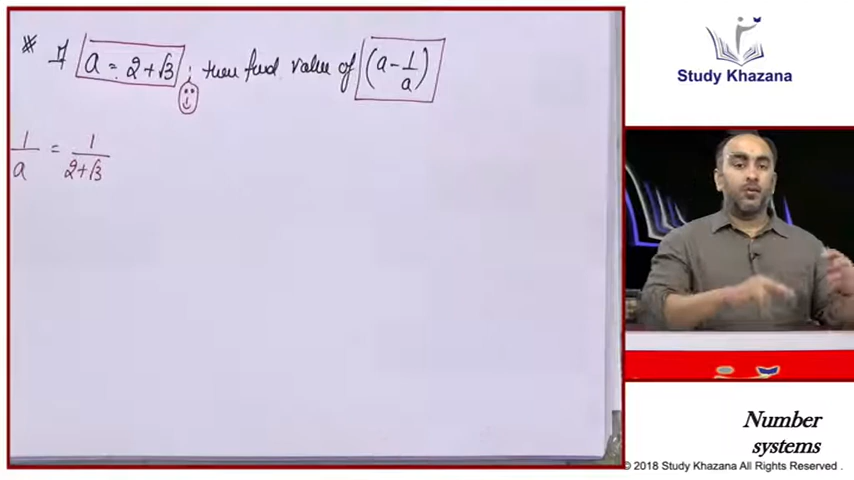 * If a = 2+√3 ; then find value of (a - 1/a)
1/a = 1/(2+√3)
Study Khazana
Number
systems
© 2018 Study Khazana All Rights Reserved .